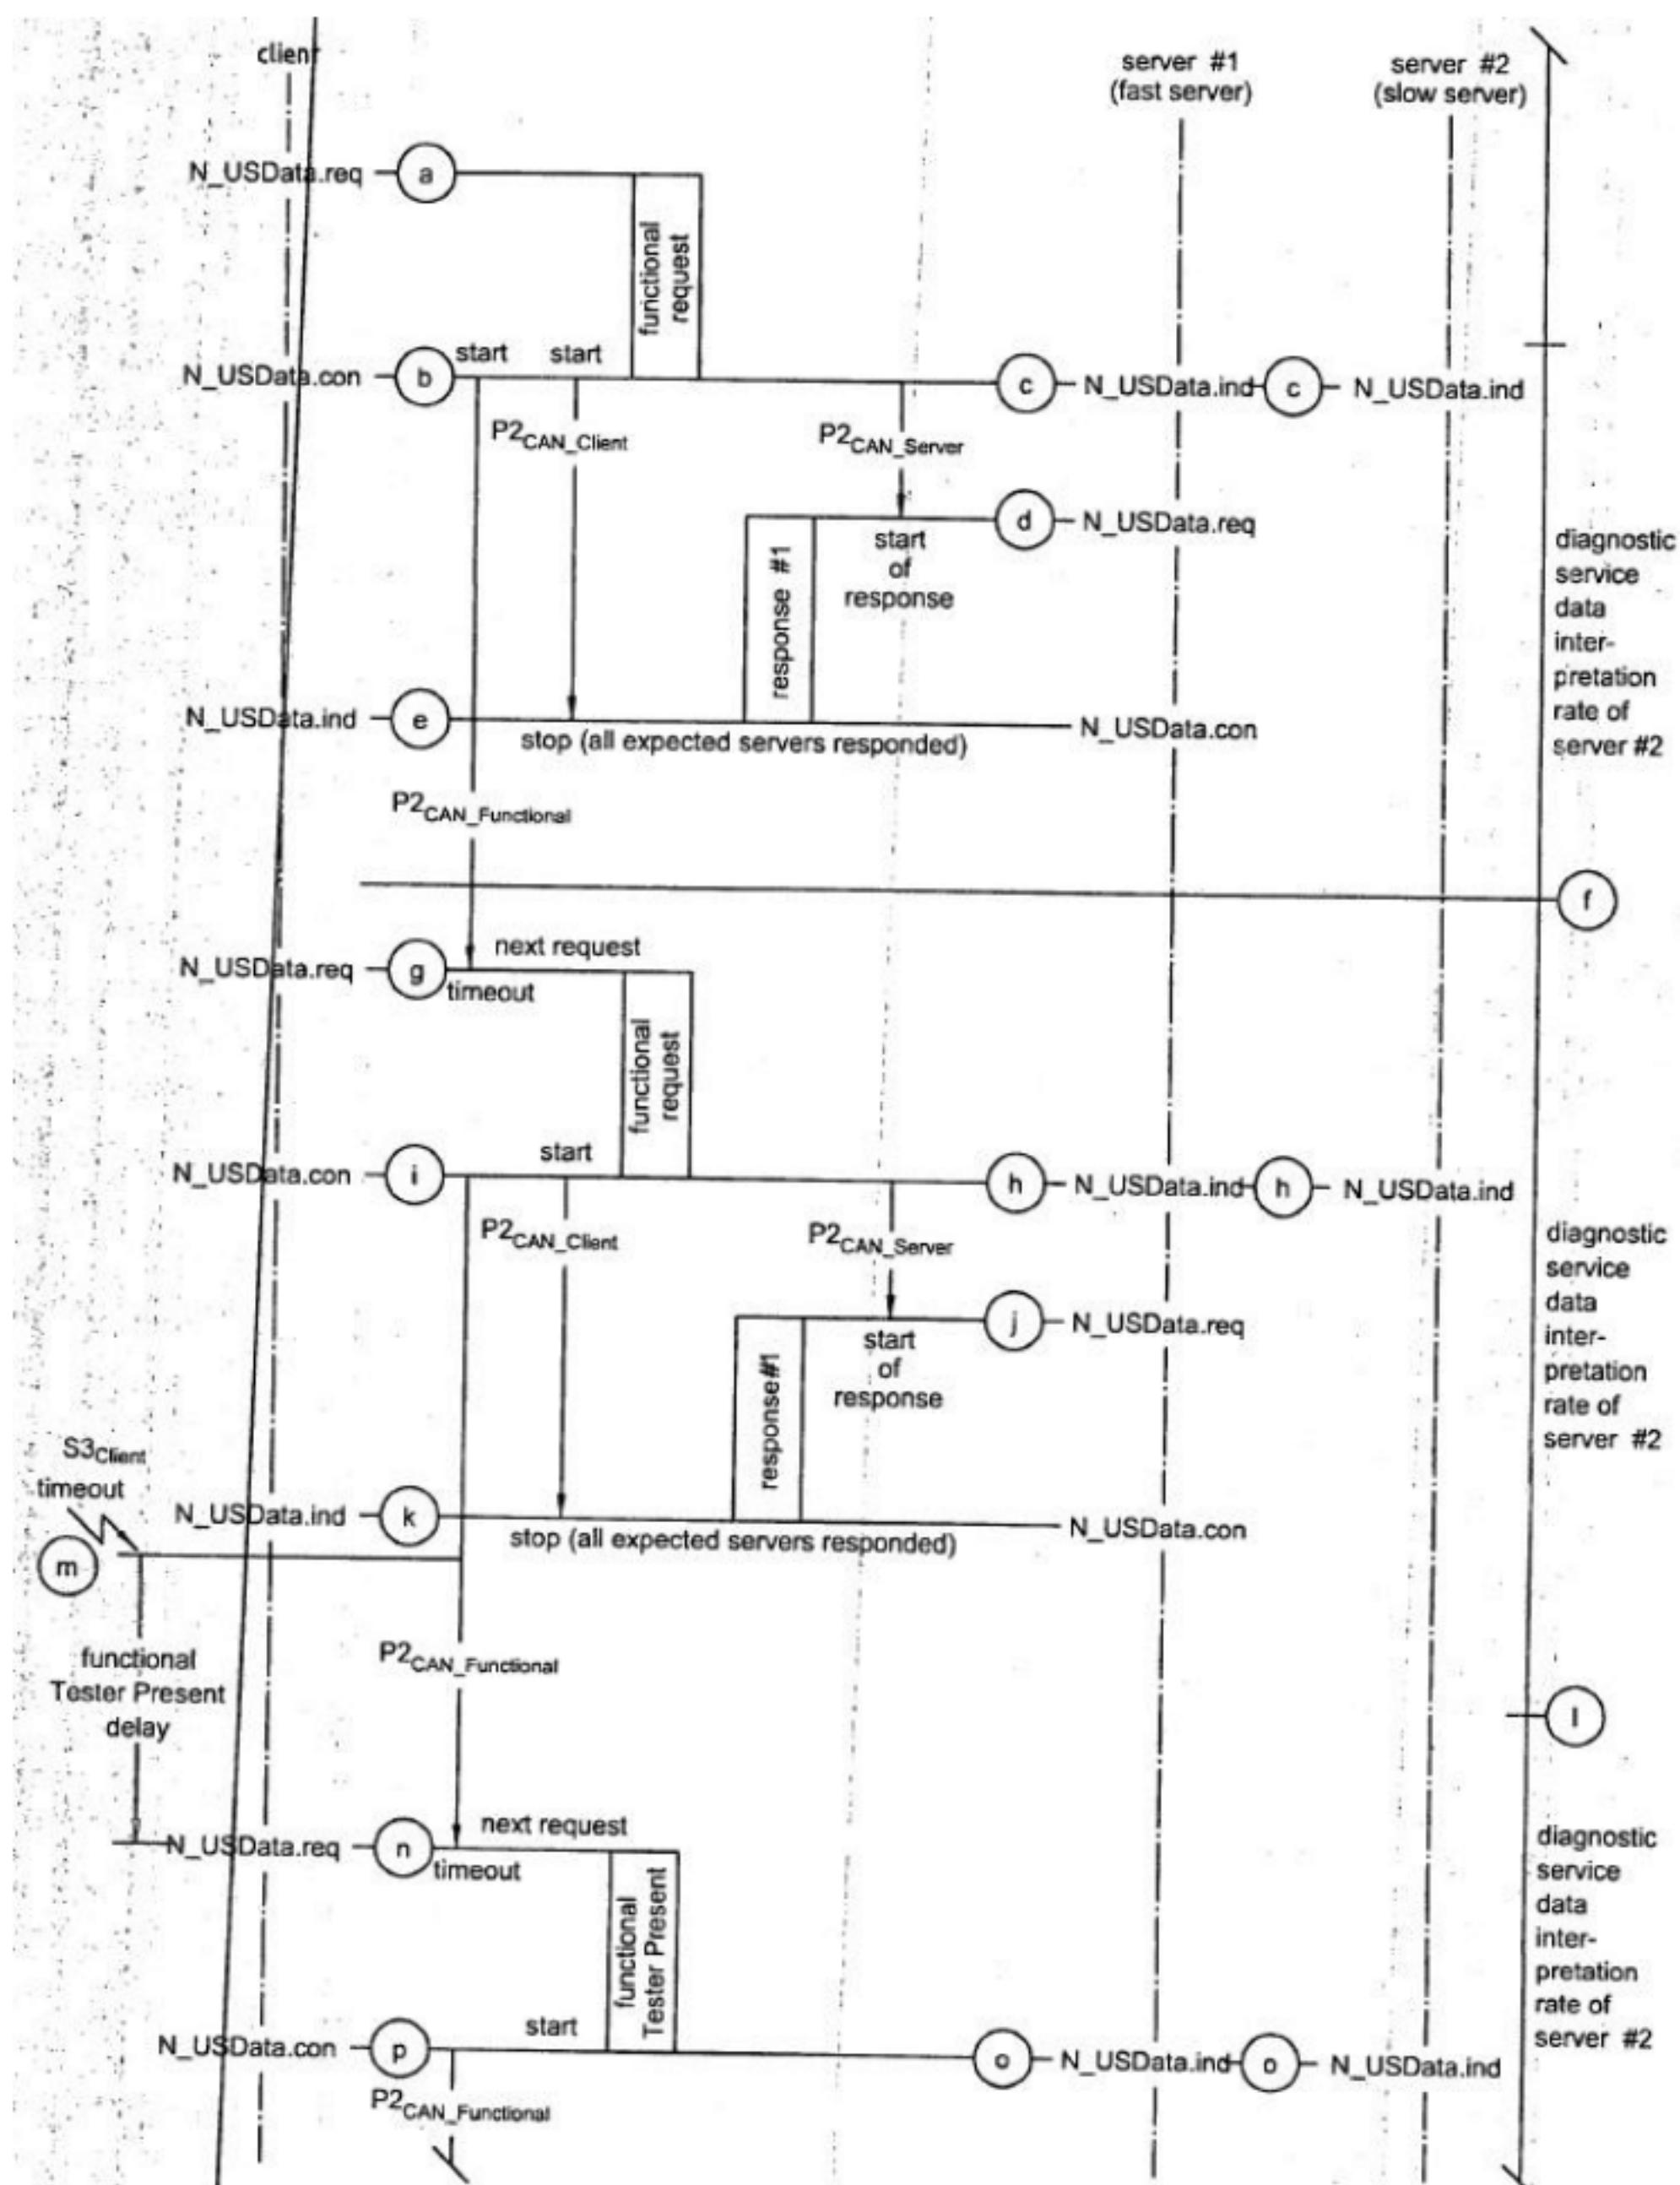 client
server #1
(fast server)
server #2
(slow server)
N_USData.req
a
functional
request
N_USData.con
b
start
start
c
N_USData.ind
c
N_USData.ind
P2CAN_Client
P2CAN_Server
d
N_USData.req
start
of
response
response #1
diagnostic
service
data
inter-
pretation
rate of
server #2
N_USData.ind
e
stop (all expected servers responded)
N_USData.con
P2CAN_Functional
f
N_USData.req
g
next request
timeout
functional
request
N_USData.con
i
start
h
N_USData.ind
h
N_USData.ind
P2CAN_Client
P2CAN_Server
j
N_USData.req
start
of
response
response#1
diagnostic
service
data
inter-
pretation
rate of
server #2
S3Client
timeout
N_USData.ind
k
stop (all expected servers responded)
N_USData.con
m
functional
Tester Present
delay
P2CAN_Functional
l
N_USData.req
n
next request
timeout
functional
Tester Present
diagnostic
service
data
inter-
pretation
rate of
server #2
N_USData.con
p
start
o
N_USData.ind
o
N_USData.ind
P2CAN_Functional